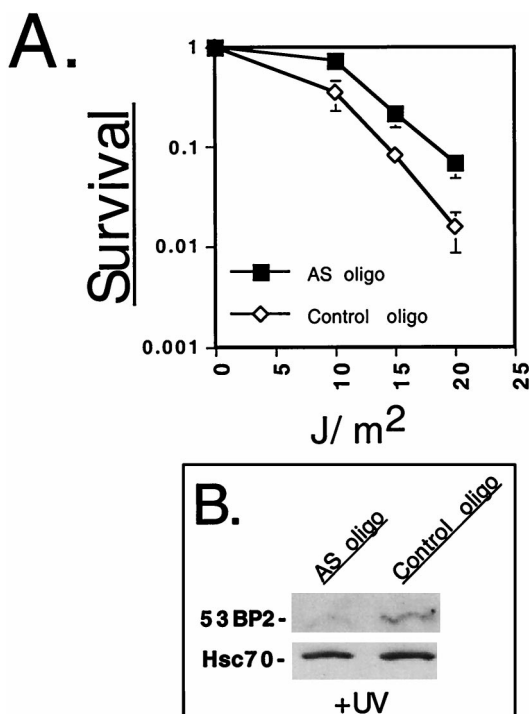 A.
Survival
1
0.1
0.01
0.001
AS oligo
Control oligo
0
5
10
15
20
25
J/ m2
B.
AS oligo
Control oligo
53BP2-
Hsc70-
+UV